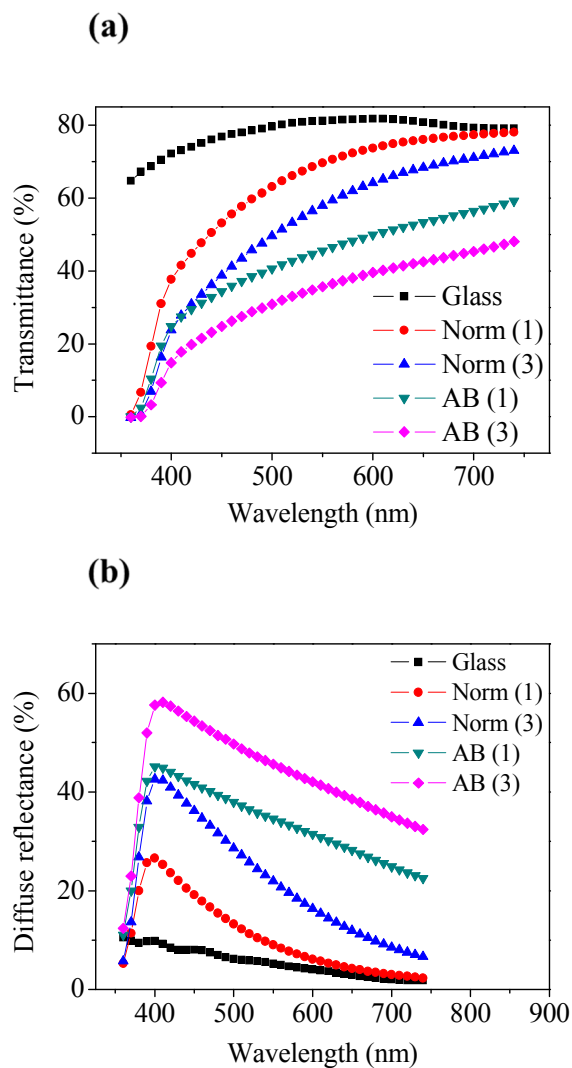 (a)
Transmittance (%)
80
60
40
20
0
Glass
Norm (1)
Norm (3)
AB (1)
AB (3)
400
500
600
700
Wavelength (nm)
(b)
Diffuse reflectance (%)
60
40
20
0
Glass
Norm (1)
Norm (3)
AB (1)
AB (3)
400
500
600
700
800
900
Wavelength (nm)